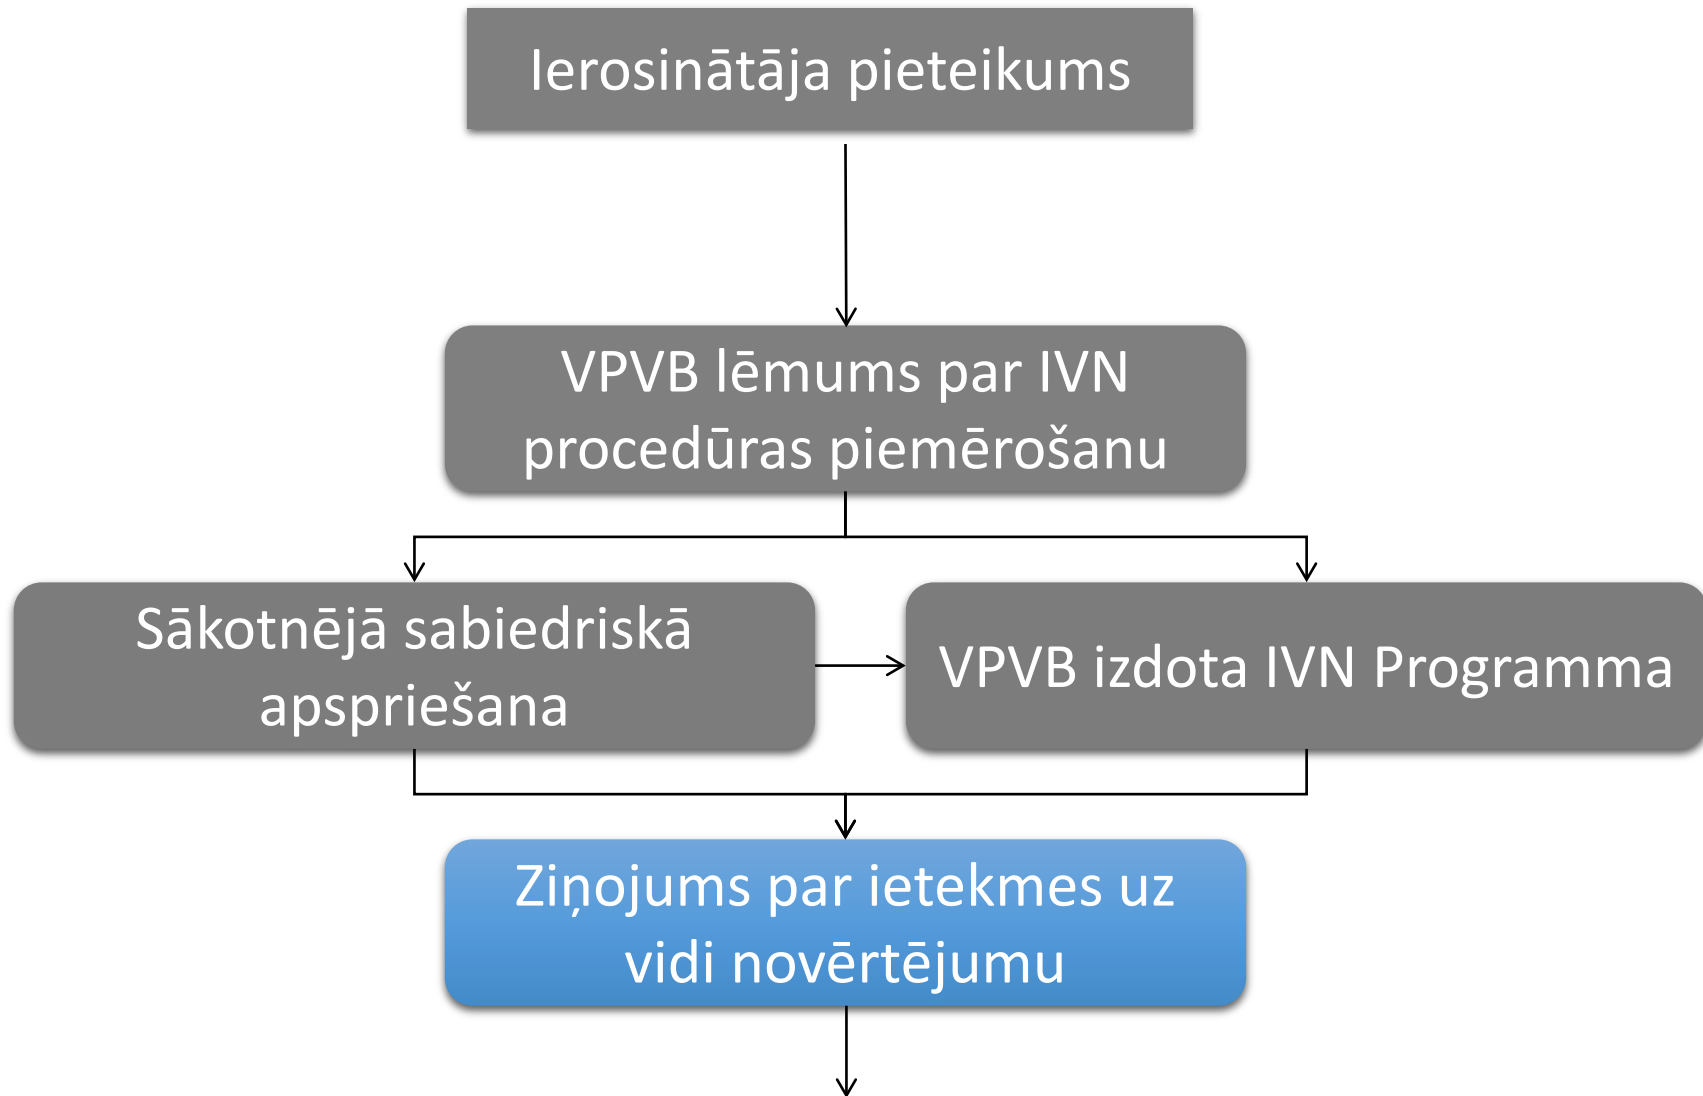 Ierosinātāja pieteikums
VPVB lēmums par IVN
procedūras piemērošanu
Sākotnējā sabiedriskā
apspriešana
VPVB izdota IVN Programma
Ziņojums par ietekmes uz
vidi novērtējumu